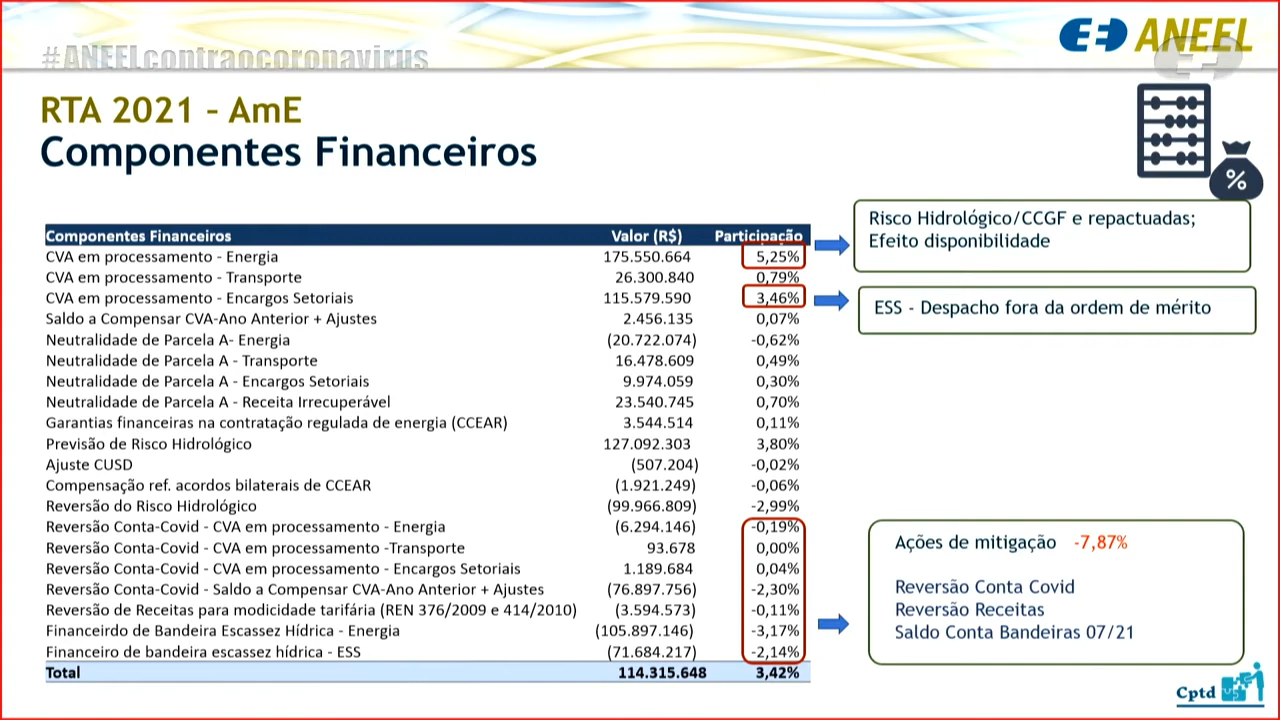 #ANEELcontraocoronavirus
ANEEL
RTA 2021 – AmE
Componentes Financeiros
%
Componentes Financeiros Valor (R$) Participação
CVA em processamento - Energia 175.550.664 5,25%
CVA em processamento - Transporte 26.300.840 0,79%
CVA em processamento - Encargos Setoriais 115.579.590 3,46%
Saldo a Compensar CVA-Ano Anterior + Ajustes 2.456.135 0,07%
Neutralidade de Parcela A- Energia (20.722.074) -0,62%
Neutralidade de Parcela A - Transporte 16.478.609 0,49%
Neutralidade de Parcela A - Encargos Setoriais 9.974.059 0,30%
Neutralidade de Parcela A - Receita Irrecuperável 23.540.745 0,70%
Garantias financeiras na contratação regulada de energia (CCEAR) 3.544.514 0,11%
Previsão de Risco Hidrológico 127.092.303 3,80%
Ajuste CUSD (507.204) -0,02%
Compensação ref. acordos bilaterais de CCEAR (1.921.249) -0,06%
Reversão do Risco Hidrológico (99.966.809) -2,99%
Reversão Conta-Covid - CVA em processamento - Energia (6.294.146) -0,19%
Reversão Conta-Covid - CVA em processamento -Transporte 93.678 0,00%
Reversão Conta-Covid - CVA em processamento - Encargos Setoriais 1.189.684 0,04%
Reversão Conta-Covid - Saldo a Compensar CVA-Ano Anterior + Ajustes (76.897.756) -2,30%
Reversão de Receitas para modicidade tarifária (REN 376/2009 e 414/2010) (3.594.573) -0,11%
Financeirdo de Bandeira Escassez Hídrica - Energia (105.897.146) -3,17%
Financeiro de bandeira escassez hídrica - ESS (71.684.217) -2,14%
Total 114.315.648 3,42%
Risco Hidrológico/CCGF e repactuadas;
Efeito disponibilidade
ESS - Despacho fora da ordem de mérito
Ações de mitigação -7,87%
Reversão Conta Covid
Reversão Receitas
Saldo Conta Bandeiras 07/21
Cptd